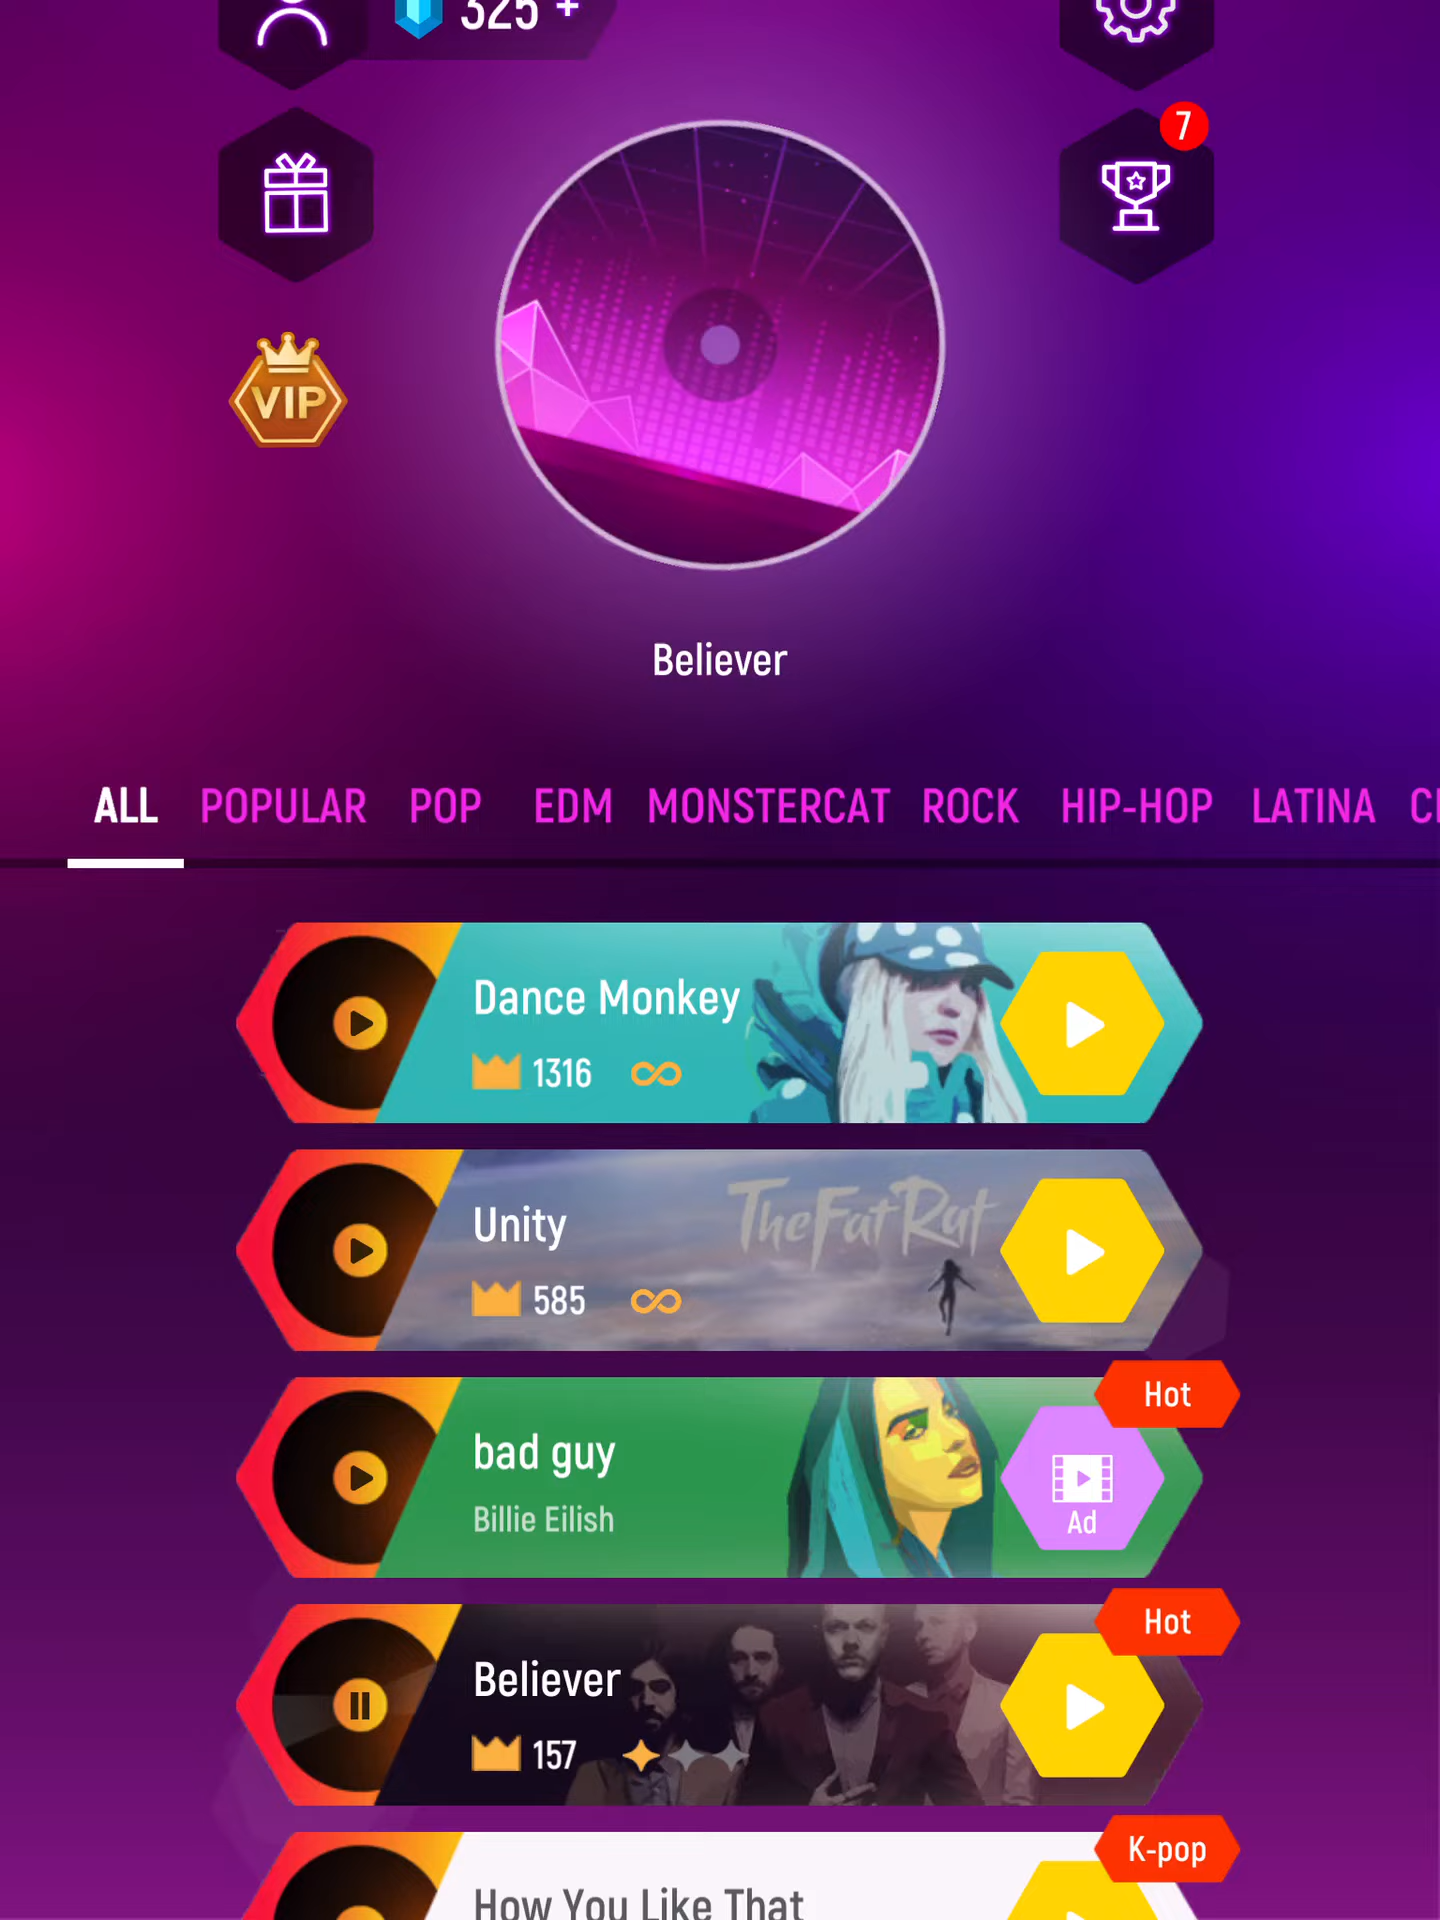 325 +
7
VIP
Believer
ALL POPULAR POP EDM MONSTERCAT ROCK HIP-HOP LATINA
Dance Monkey
1316
TheFatRat
Unity
585
Hot
bad guy
Billie Eilish
Ad
Hot
Believer
157
K-pop
How You Like That